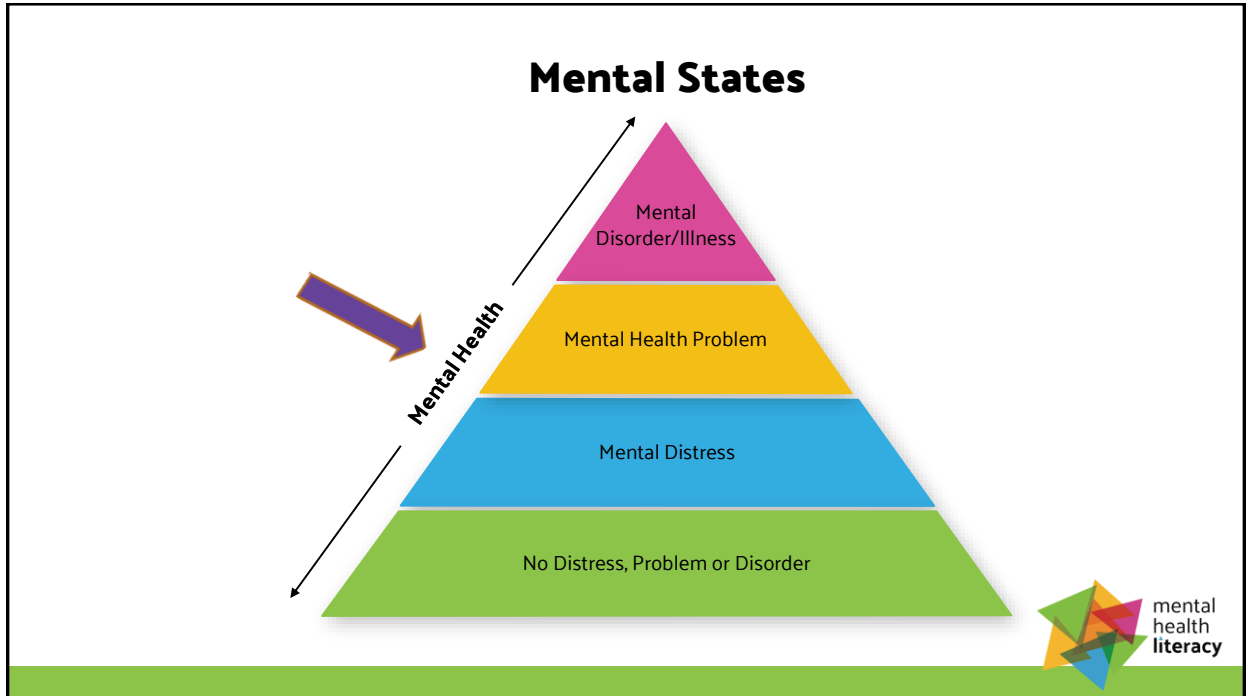 Mental States
Mental
Disorder/Illness
Mental Health
Mental Health Problem
Mental Distress
No Distress, Problem or Disorder
mental
health
literacy